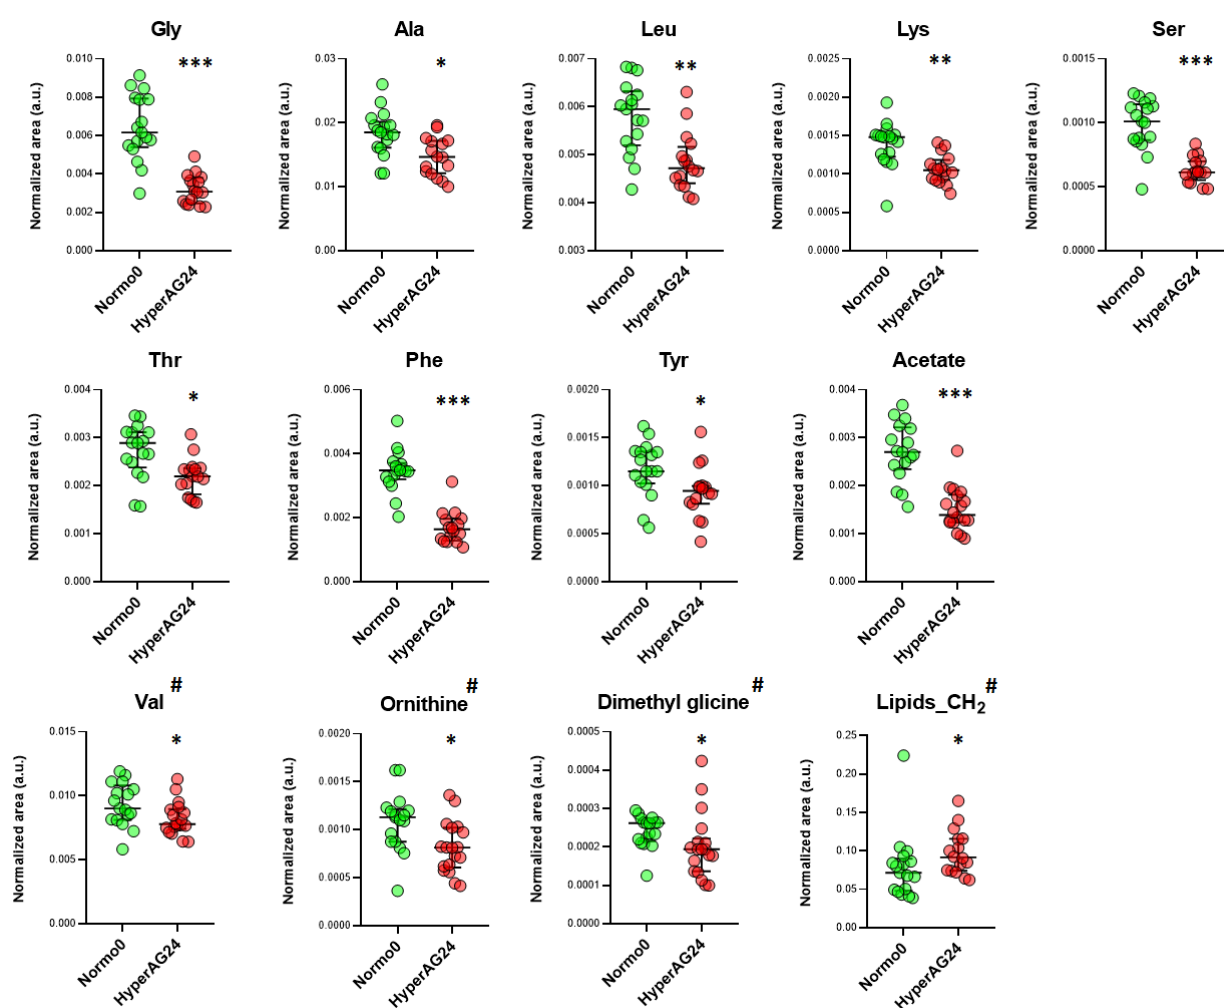 Gly
Ala
Leu
Lys
Ser
***
*
**
**
***
Normalized area (a.u.)
0.010
0.008
0.006
0.004
0.002
0.000
Normo0
HyperAG24
Normalized area (a.u.)
0.03
0.02
0.01
0.00
Normo0
HyperAG24
Normalized area (a.u.)
0.007
0.006
0.005
0.004
0.003
Normo0
HyperAG24
Normalized area (a.u.)
0.0025
0.0020
0.0015
0.0010
0.0005
0.0000
Normo0
HyperAG24
Normalized area (a.u.)
0.0015
0.0010
0.0005
0.0000
Normo0
HyperAG24
Thr
Phe
Tyr
Acetate
*
***
*
***
Normalized area (a.u.)
0.004
0.003
0.002
0.001
0.000
Normo0
HyperAG24
Normalized area (a.u.)
0.006
0.004
0.002
0.000
Normo0
HyperAG24
Normalized area (a.u.)
0.0020
0.0015
0.0010
0.0005
0.0000
Normo0
HyperAG24
Normalized area (a.u.)
0.004
0.003
0.002
0.001
0.000
Normo0
HyperAG24
Val #
Ornithine #
Dimethyl glicine #
Lipids_CH2 #
*
*
*
*
Normalized area (a.u.)
0.015
0.010
0.005
0.000
Normo0
HyperAG24
Normalized area (a.u.)
0.0020
0.0015
0.0010
0.0005
0.0000
Normo0
HyperAG24
Normalized area (a.u.)
0.0005
0.0004
0.0003
0.0002
0.0001
0.0000
Normo0
HyperAG24
Normalized area (a.u.)
0.25
0.20
0.15
0.10
0.05
0.00
Normo0
HyperAG24